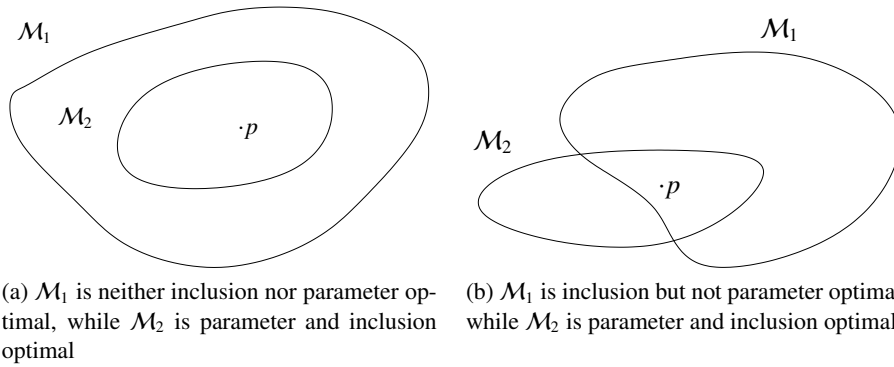 M₁
M₂
·p
M₁
M₂
·p
(a) M₁ is neither inclusion nor parameter op-
timal, while M₂ is parameter and inclusion
optimal
(b) M₁ is inclusion but not parameter optima
while M₂ is parameter and inclusion optimal